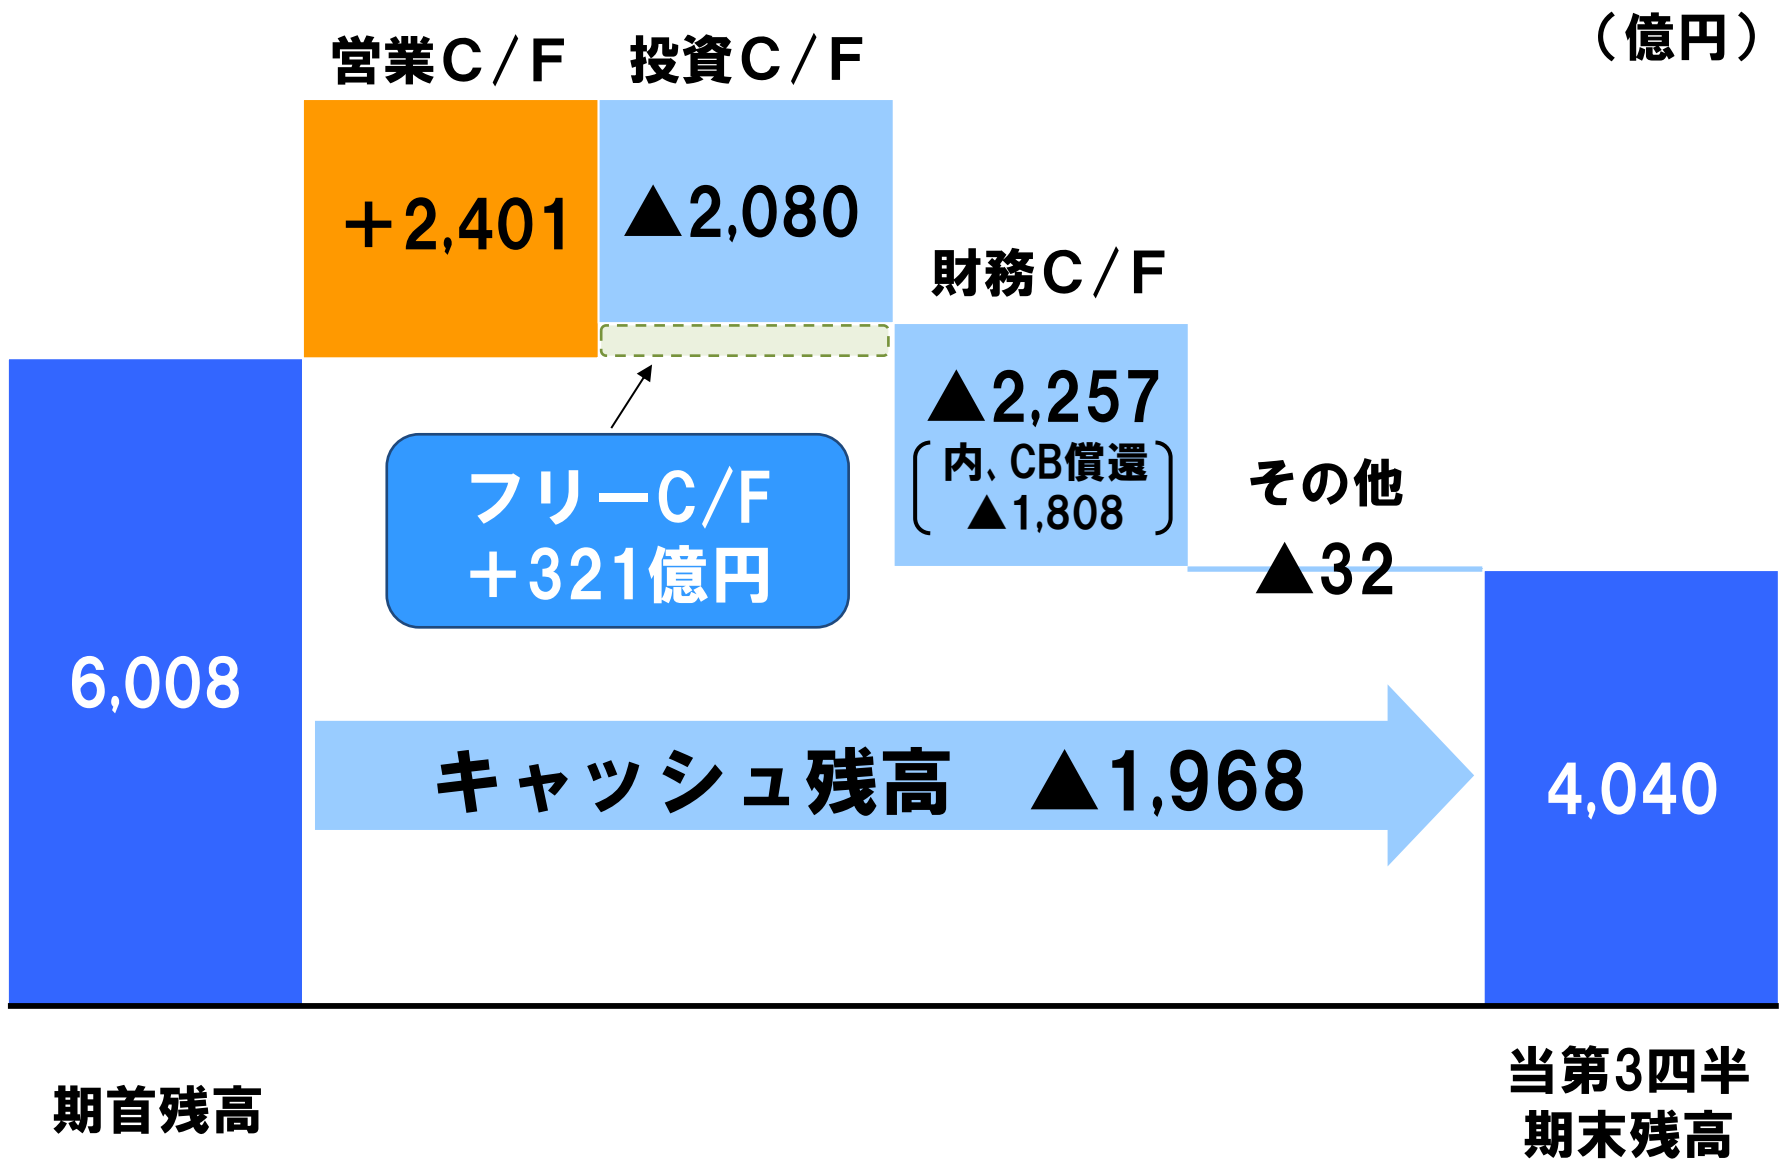 （億円）
営業C/F
投資C/F
＋2,401
▲2,080
財務C/F
▲2,257
内、CB償還
▲1,808
その他
▲32
フリーC/F
＋321億円
6,008
キャッシュ残高　▲1,968
4,040
期首残高
当第3四半
期末残高